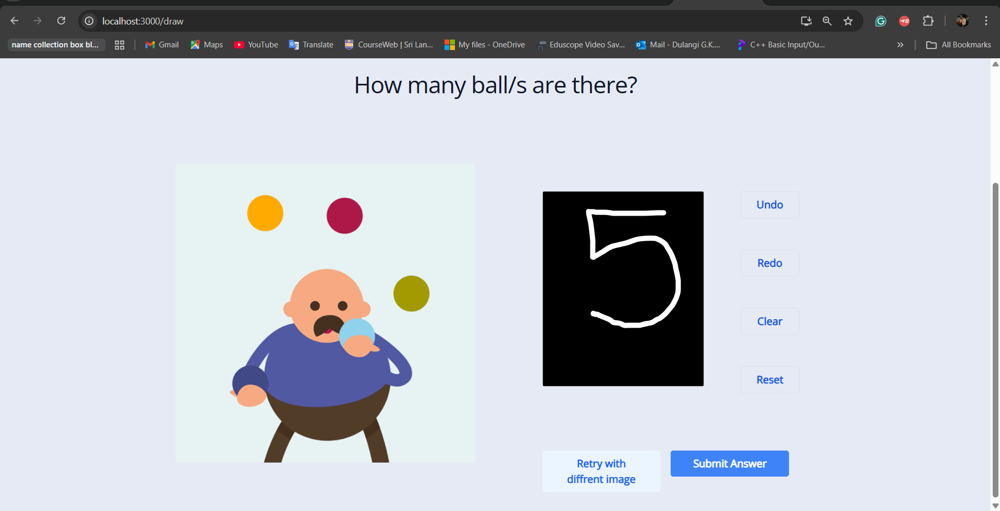 localhost:3000/draw
name collection box bl...
Gmail
Maps
YouTube
Translate
CourseWeb | Sri Lan...
My files - OneDrive
Eduscope Video Sav...
Mail - Dulangi G.K....
C++ Basic Input/Ou...
»
All Bookmarks
How many ball/s are there?
5
Undo
Redo
Clear
Reset
Retry with
diffrent image
Submit Answer